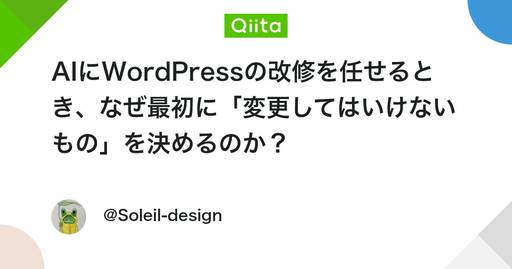 Qiita
AIにWordPressの改修を任せると
き、なぜ最初に「変更してはいけない
もの」を決めるのか？
@Soleil-design